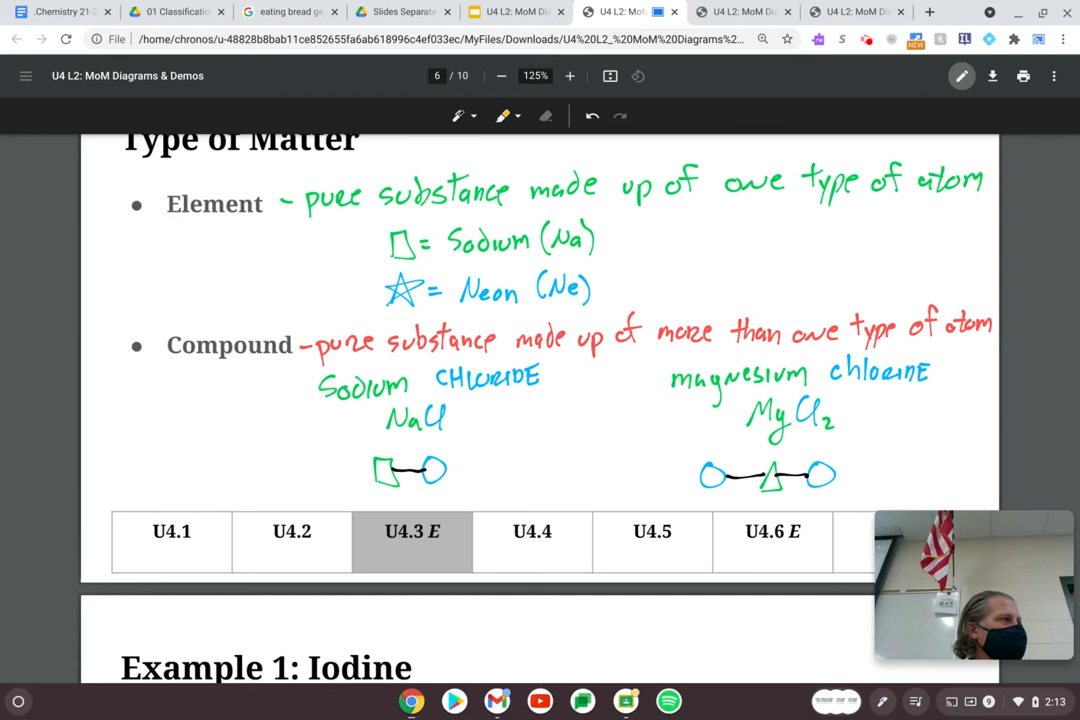 .Chemistry 21-2
01 Classificatio
eating bread ge
Slides Separate
U4 L2: MoM Dia
U4 L2: MoM
U4 L2: MoM Dia
U4 L2: MoM Dia
File
/home/chronos/u-48828b8bab11ce852655fa6ab618996c4ef033ec/MyFiles/Downloads/U4%20L2_%20MoM%20Diagrams%...
NEW
U4 L2: MoM Diagrams & Demos
6 / 10
125%
Type of Matter
● Element - pure substance made up of one type of atom
= Sodium (Na)
= Neon (Ne)
● Compound - pure substance made up of more than one type of atom
Sodium CHLORIDE magnesium chlorine
NaCl MgCl2
U4.1 U4.2 U4.3 E U4.4 U4.5 U4.6 E
Example 1: Iodine
9
2:13